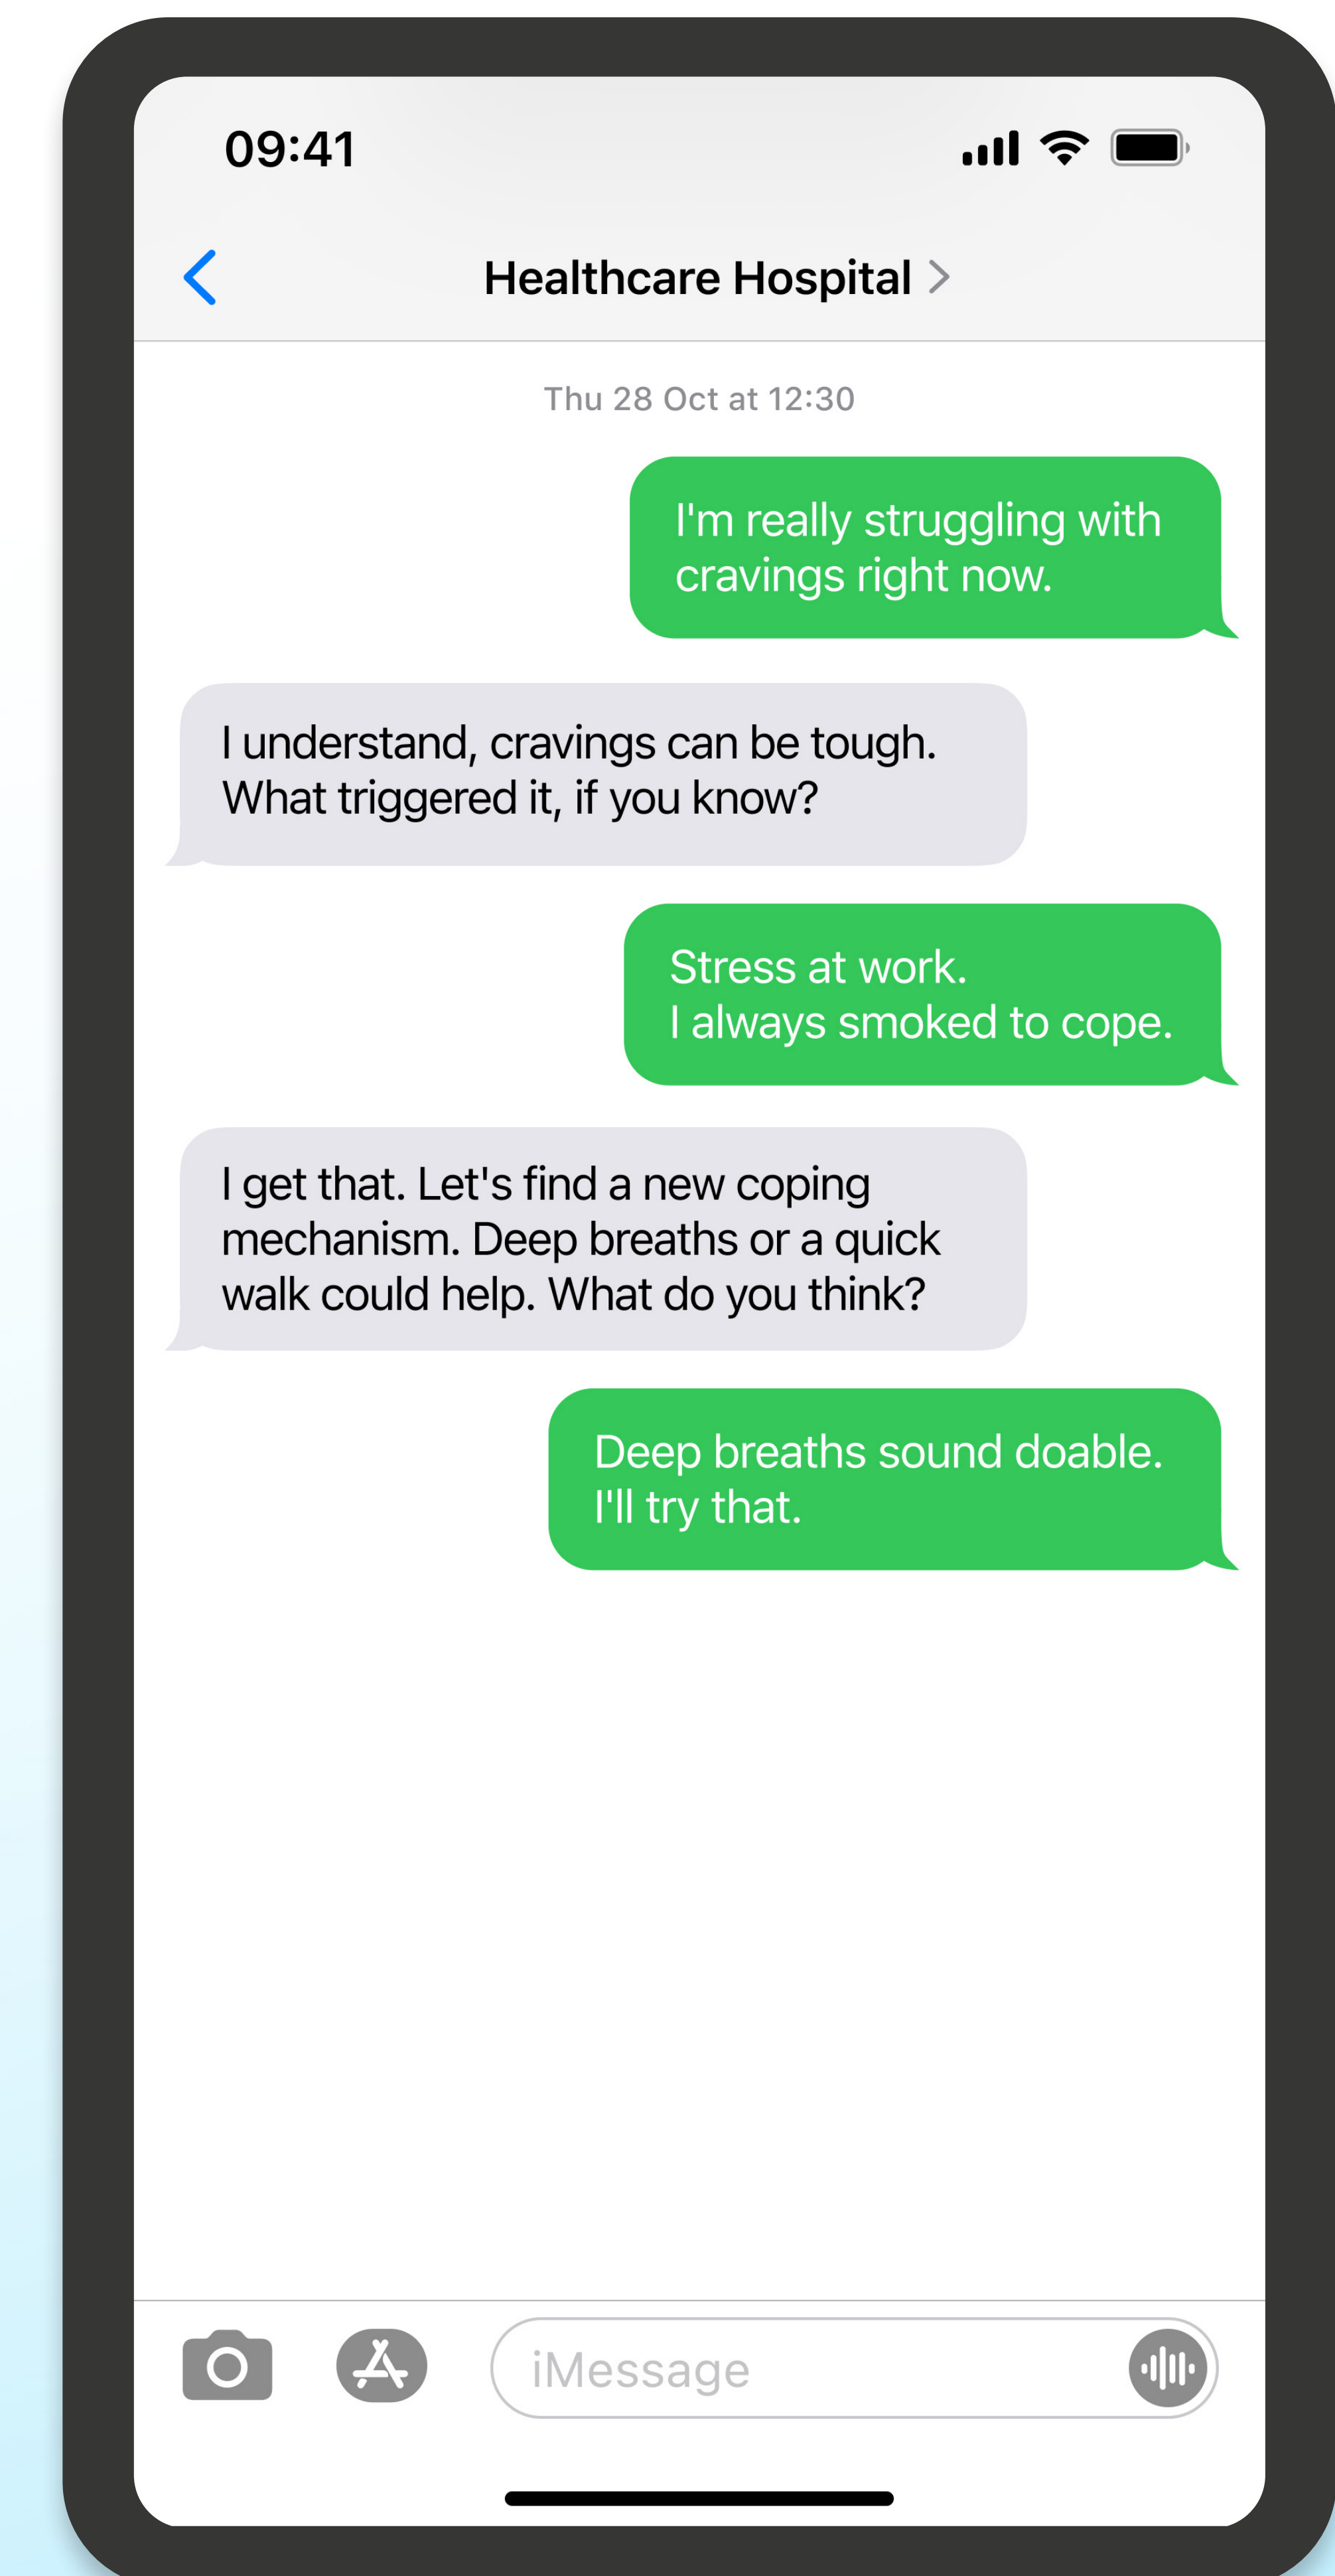 09:41
Healthcare Hospital
Thu 28 Oct at 12:30
I'm really struggling with
cravings right now.
I understand, cravings can be tough.
What triggered it, if you know?
Stress at work.
I always smoked to cope.
I get that. Let's find a new coping
mechanism. Deep breaths or a quick
walk could help. What do you think?
Deep breaths sound doable.
I'll try that.
iMessage